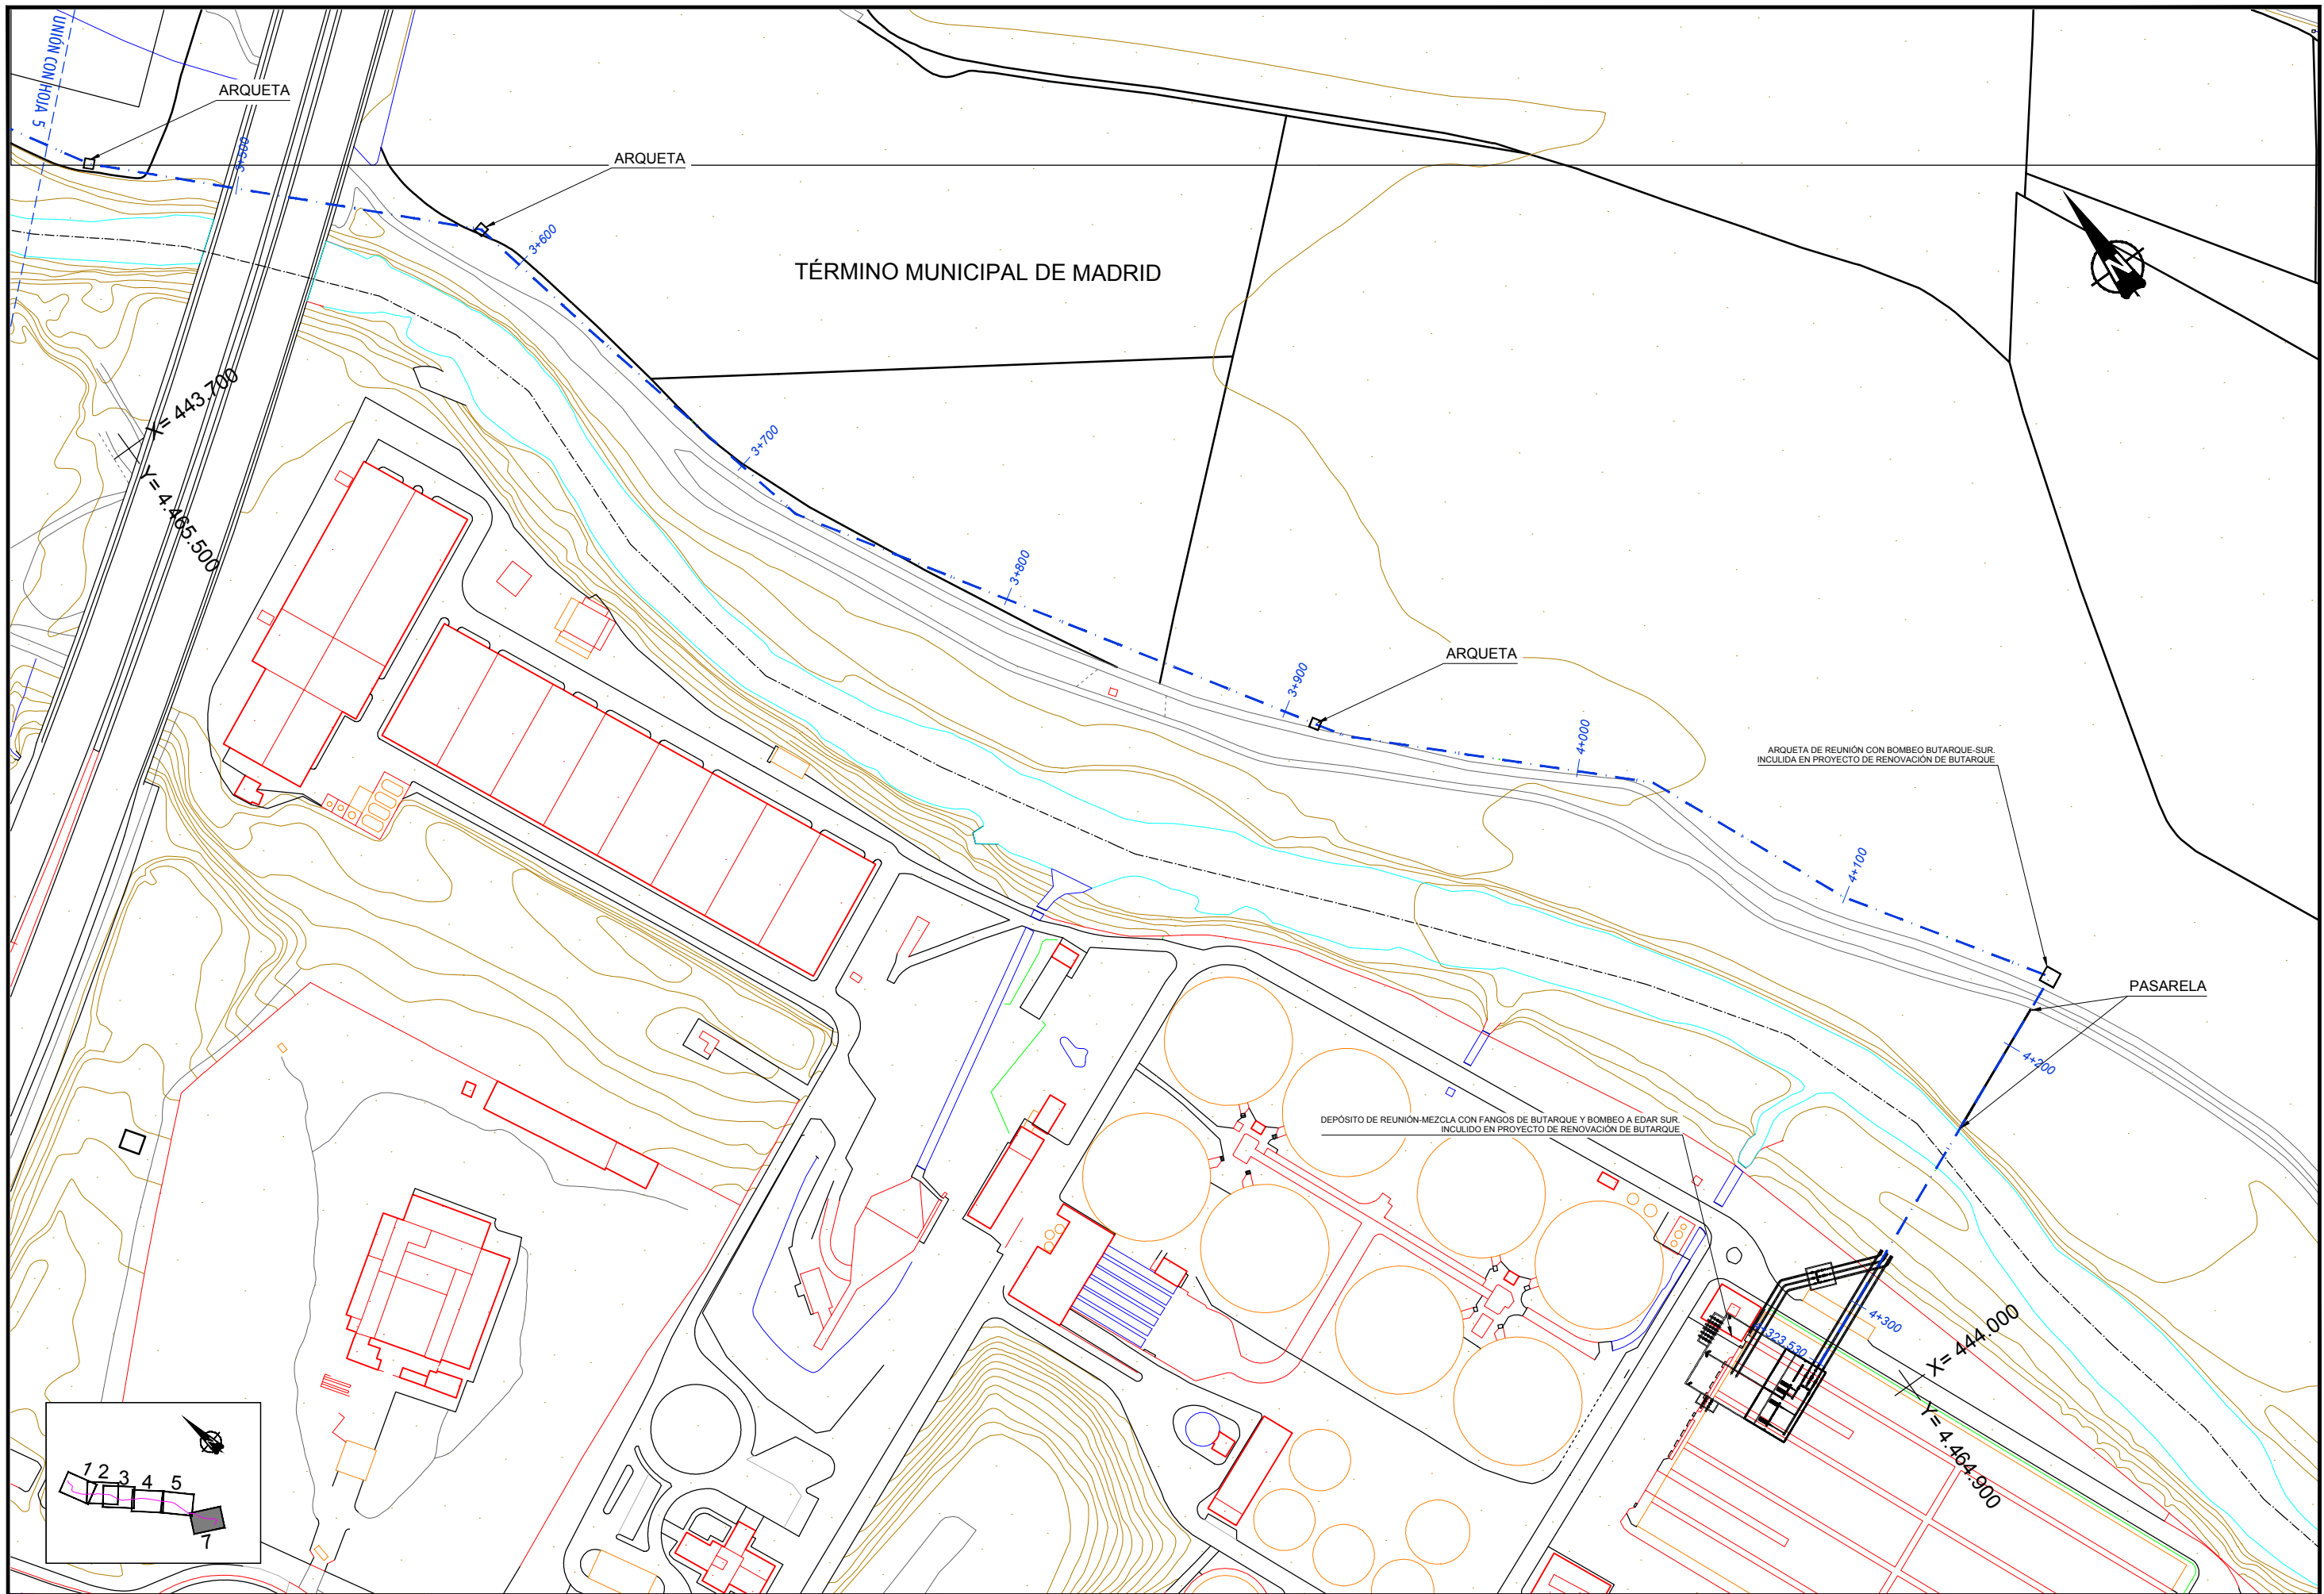 UNIÓN CON HOJA 5
ARQUETA
3+500
ARQUETA
3+600
TÉRMINO MUNICIPAL DE MADRID
N
X= 443.700
Y= 4.465.500
3+700
3+800
ARQUETA
3+900
4+000
ARQUETA DE REUNIÓN CON BOMBEO BUTARQUE-SUR.
INCULIDA EN PROYECTO DE RENOVACIÓN DE BUTARQUE
4+100
PASARELA
4+200
DEPÓSITO DE REUNIÓN-MEZCLA CON FANGOS DE BUTARQUE Y BOMBEO A EDAR SUR.
INCULIDO EN PROYECTO DE RENOVACIÓN DE BUTARQUE
4+300
4+323.530
X= 444.000
Y= 4.464.900
1
2
3
4
5
7